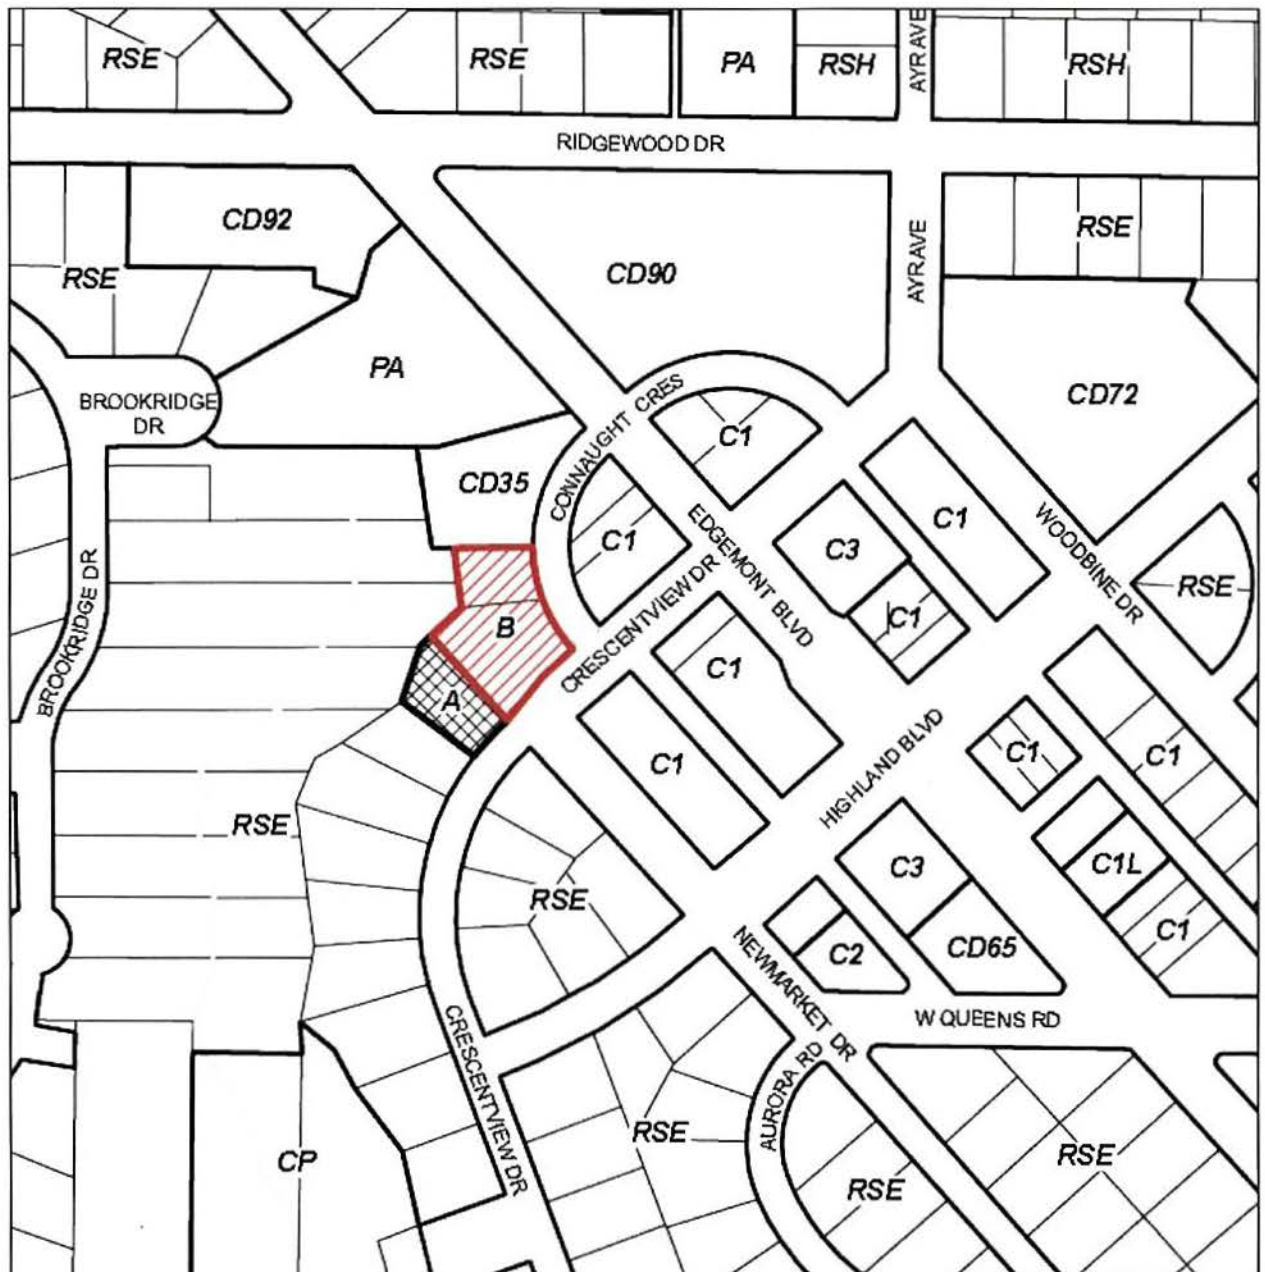 RSE
RSE
PA
RSH
AYR AVE
RSH
RIDGEWOOD DR
CD92
CD90
AYR AVE
RSE
RSE
PA
CD72
BROOKRIDGE
DR
CONNAUGHT CRES
C1
CD35
C1
EDGEMONT BLVD
C3
C1
WOODBINE DR
RSE
C1
B
CRESCENTVIEW DR
C1
BROOKRIDGE DR
A
C1
HIGHLAND BLVD
C1
C1
RSE
C3
C1L
RSE
C1
C2
CD65
NEWMARKET DR
W QUEENS RD
CRESCENTVIEW DR
AURORA RD
RSE
CP
RSE
RSE